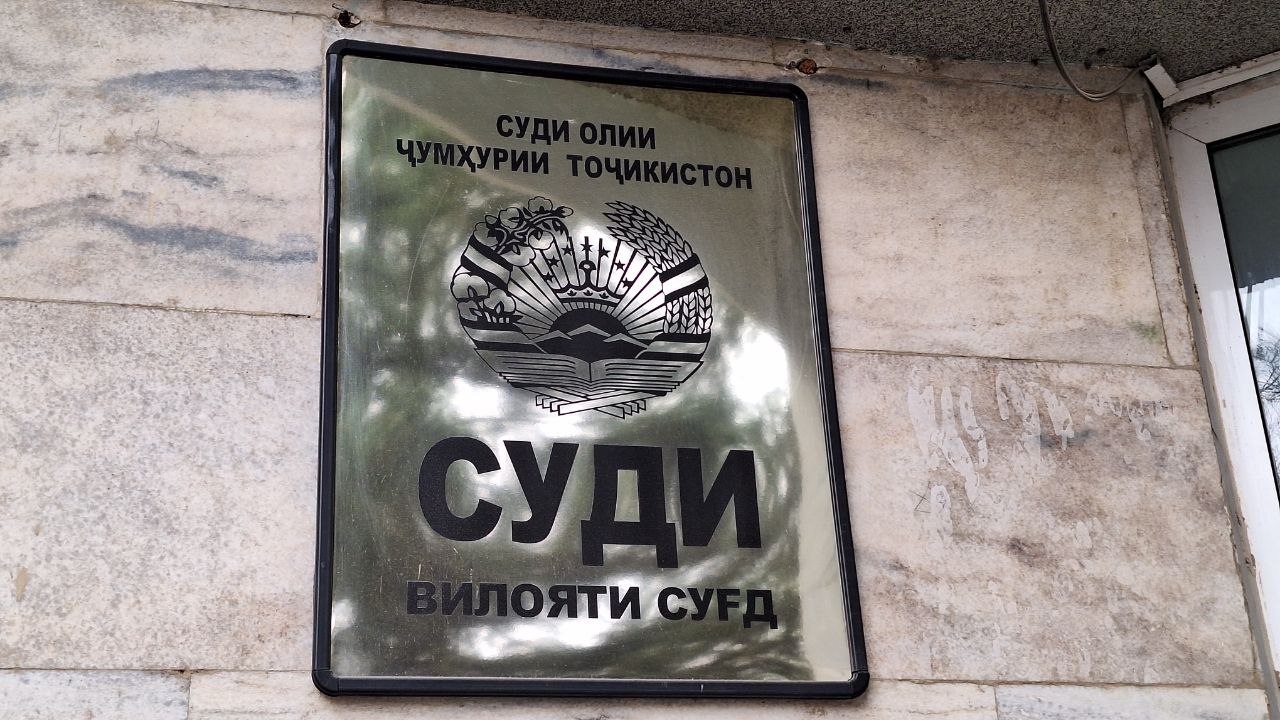 СУДИ ОЛИИ
ҶУМҲУРИИ ТОҶИКИСТОН
СУДИ
ВИЛОЯТИ СУҒД